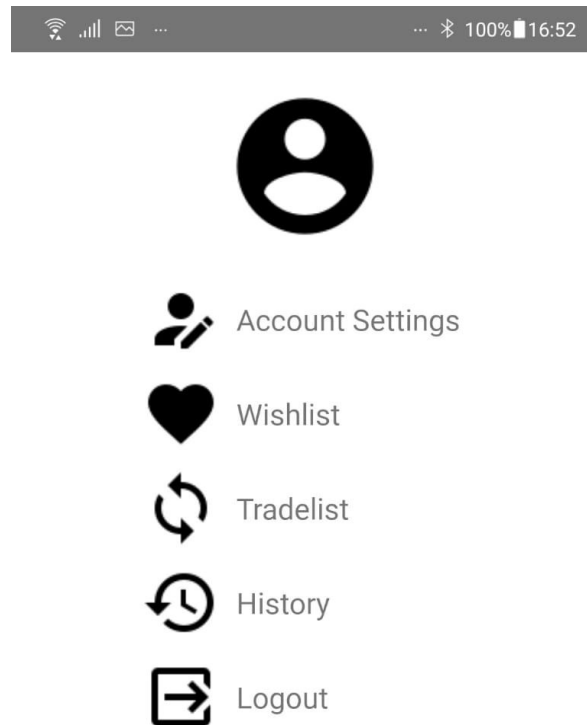 ... ... 100% 16:52
Account Settings
Wishlist
Tradelist
History
Logout